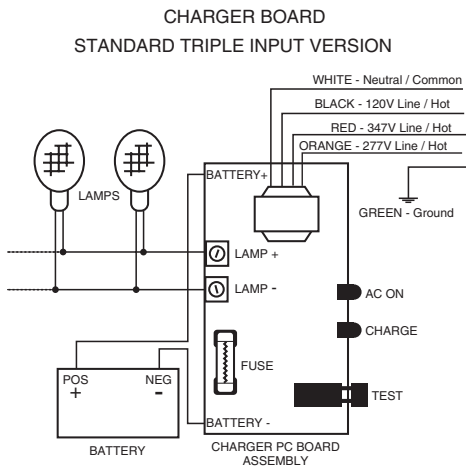 CHARGER BOARD
STANDARD TRIPLE INPUT VERSION
WHITE - Neutral / Common
BLACK - 120V Line / Hot
RED - 347V Line / Hot
ORANGE - 277V Line / Hot
BATTERY+
GREEN - Ground
LAMPS
LAMP +
LAMP -
AC ON
CHARGE
FUSE
TEST
POS
NEG
+
-
BATTERY -
BATTERY
CHARGER PC BOARD
ASSEMBLY